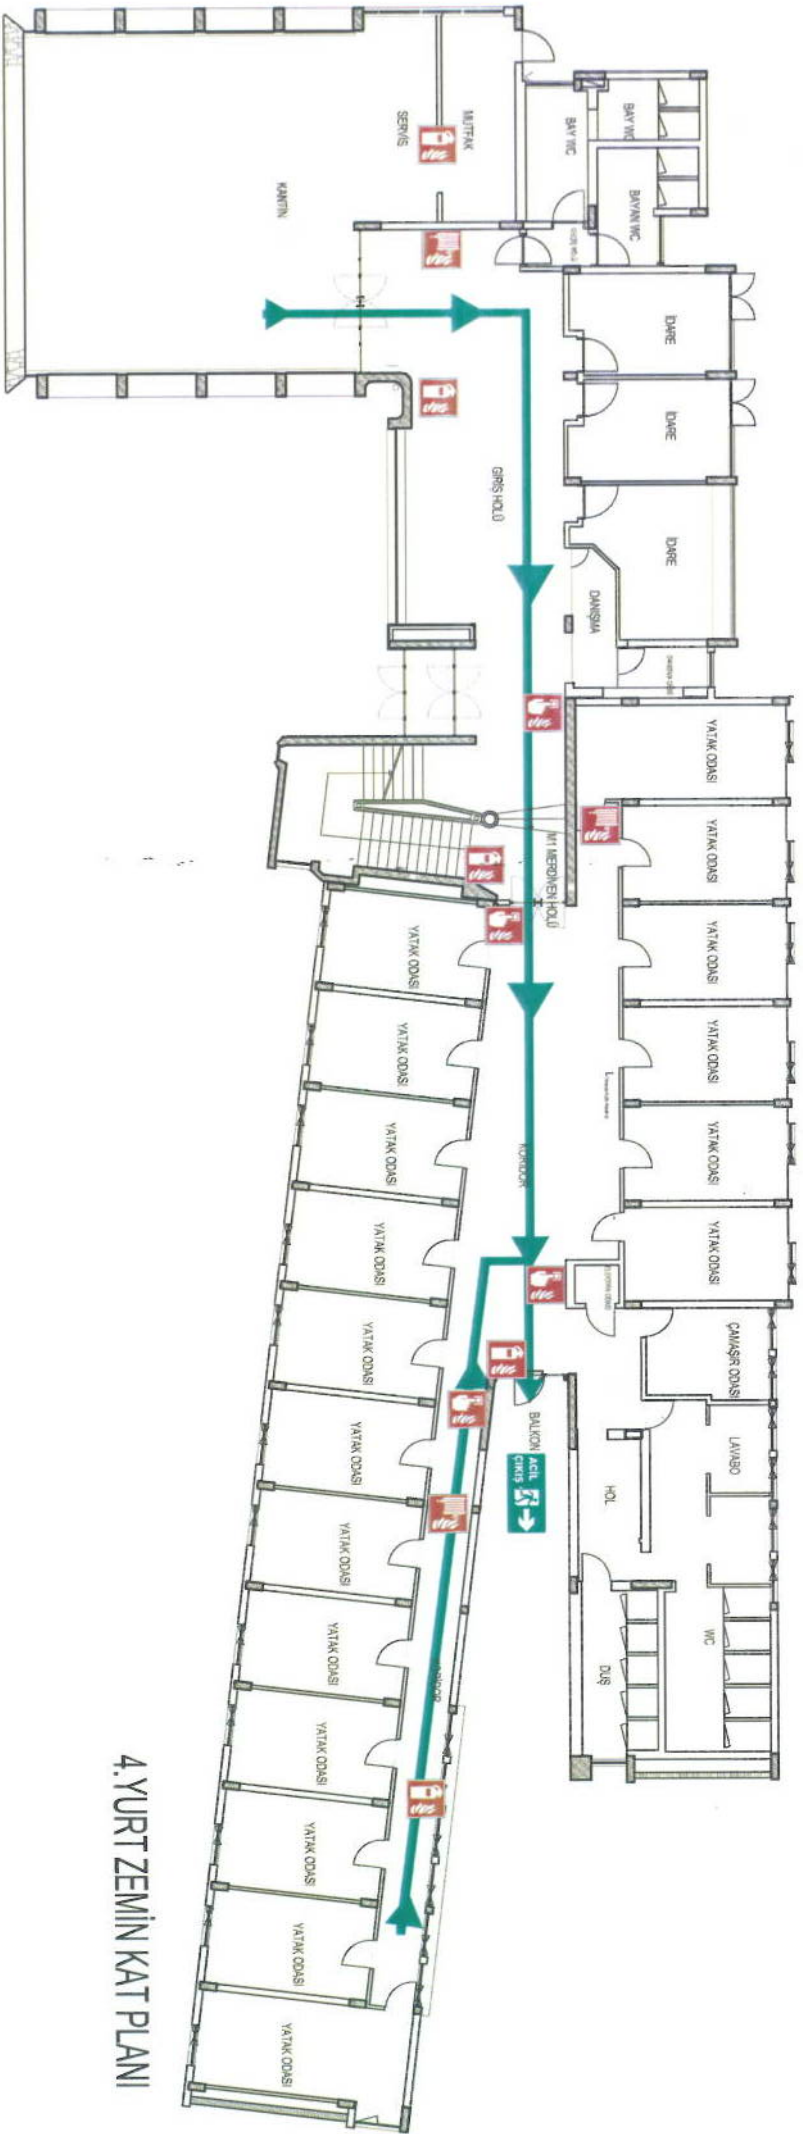 MUTFAK
SERVİS
KANTİN
BAY WC
BAY WC
BAYAN WC
İDARE
İDARE
İDARE
GİRİŞ HOLÜ
DANIŞMA
YATAK ODASI
YATAK ODASI
YATAK ODASI
YATAK ODASI
YATAK ODASI
YATAK ODASI
M1 MERDİVEN HOLÜ
YATAK ODASI
YATAK ODASI
YATAK ODASI
YATAK ODASI
YATAK ODASI
YATAK ODASI
YATAK ODASI
YATAK ODASI
YATAK ODASI
YATAK ODASI
YATAK ODASI
YATAK ODASI
KORIDOR
ÇAMAŞIR ODASI
LAVABO
HOL
WC
DUŞ
BALKON
ACİL
ÇIKIŞ
4.YURT ZEMİN KAT PLANI